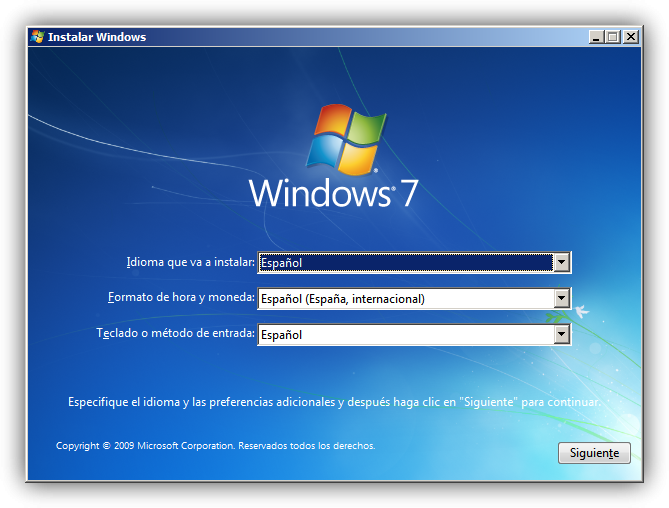 Instalar Windows
Windows® 7
Idioma que va a instalar: Español
Formato de hora y moneda: Español (España, internacional)
Teclado o método de entrada: Español
Especifique el idioma y las preferencias adicionales y después haga clic en "Siguiente" para continuar.
Copyright © 2009 Microsoft Corporation. Reservados todos los derechos.
Siguiente